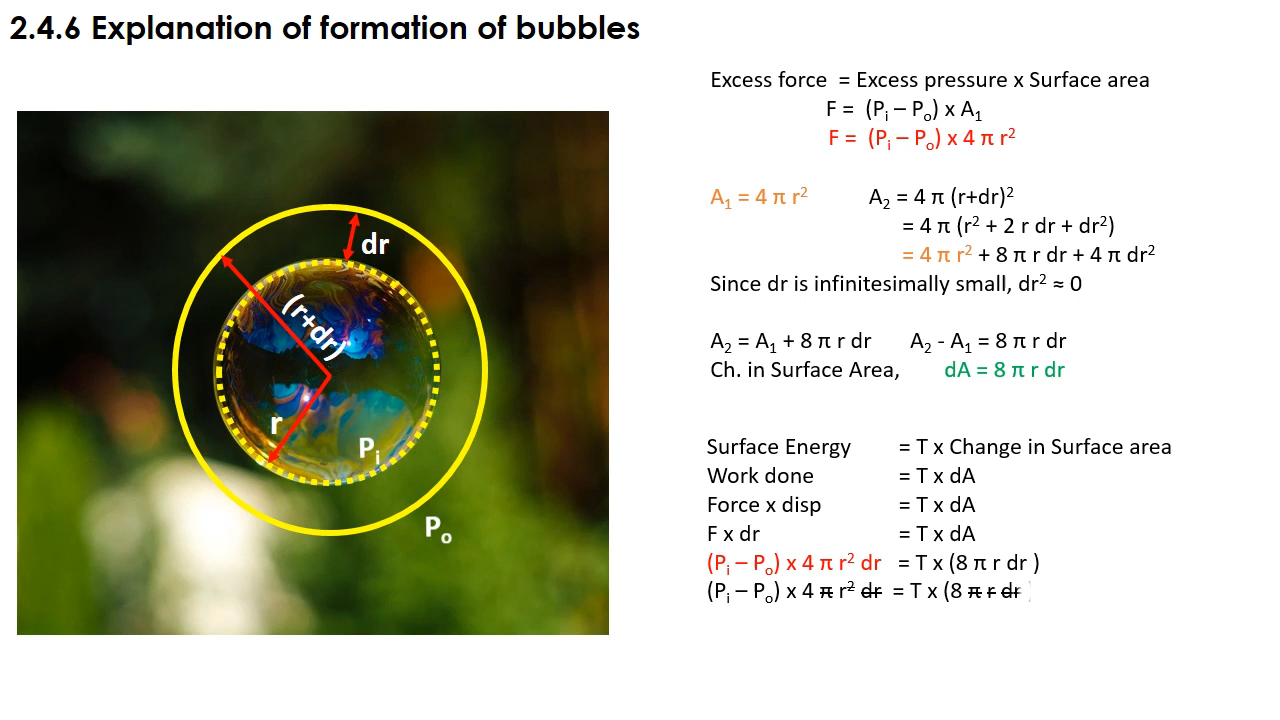 2.4.6 Explanation of formation of bubbles
Excess force = Excess pressure x Surface area
F = (Pᵢ – Pₒ) x A₁
F = (Pᵢ – Pₒ) x 4 π r²
A₁ = 4 π r² A₂ = 4 π (r+dr)²
= 4 π (r² + 2 r dr + dr²)
= 4 π r² + 8 π r dr + 4 π dr²
Since dr is infinitesimally small, dr² ≈ 0
A₂ = A₁ + 8 π r dr A₂ - A₁ = 8 π r dr
Ch. in Surface Area, dA = 8 π r dr
Surface Energy = T x Change in Surface area
Work done = T x dA
Force x disp = T x dA
F x dr = T x dA
(Pᵢ – Pₒ) x 4 π r² dr = T x (8 π r dr )
(Pᵢ – Pₒ) x 4 π r² dr = T x (8 π r dr )
dr
(r+dr)
r
Pᵢ
Pₒ